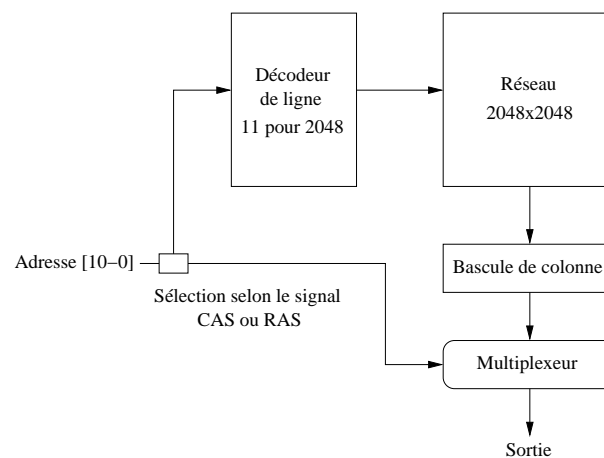 Décodeur
de ligne
11 pour 2048
Réseau
2048x2048
Adresse [10–0]
Bascule de colonne
Sélection selon le signal
CAS ou RAS
Multiplexeur
Sortie